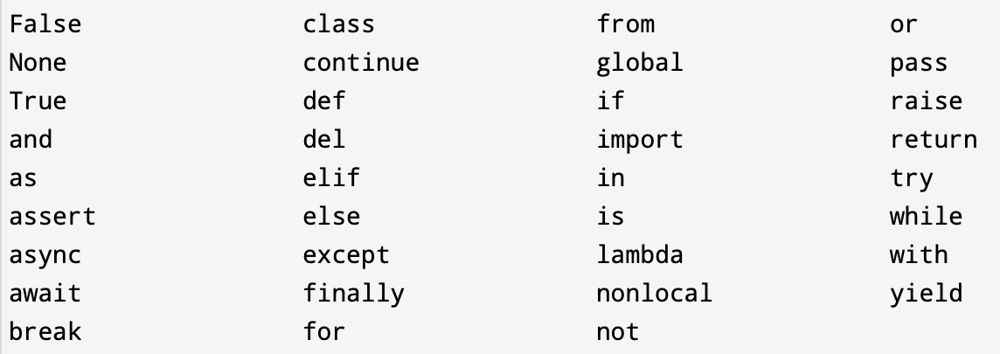 False class from or
None continue global pass
True def if raise
and del import return
as elif in try
assert else is while
async except lambda with
await finally nonlocal yield
break for not